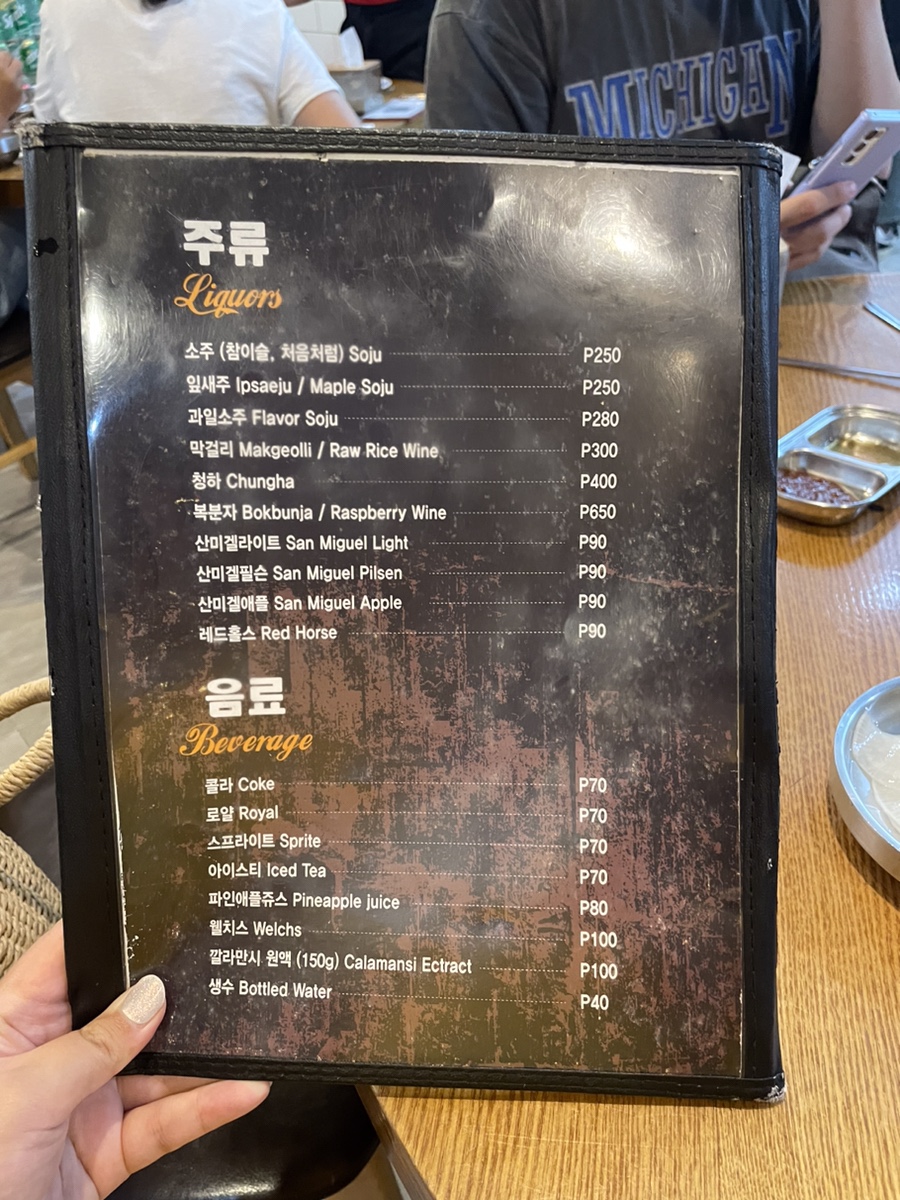 MICHIGAN
주류
Liquors
소주 (참이슬, 처음처럼) Soju P250
잎새주 Ipsaeju / Maple Soju P250
과일소주 Flavor Soju P280
막걸리 Makgeolli / Raw Rice Wine P300
청하 Chungha P400
복분자 Bokbunja / Raspberry Wine P650
산미겔라이트 San Miguel Light P90
산미겔필슨 San Miguel Pilsen P90
산미겔애플 San Miguel Apple P90
레드홀스 Red Horse P90
음료
Beverage
콜라 Coke P70
로얄 Royal P70
스프라이트 Sprite P70
아이스티 Iced Tea P70
파인애플쥬스 Pineapple juice P80
웰치스 Welchs P100
깔라만시 원액 (150g) Calamansi Ectract P100
생수 Bottled Water P40